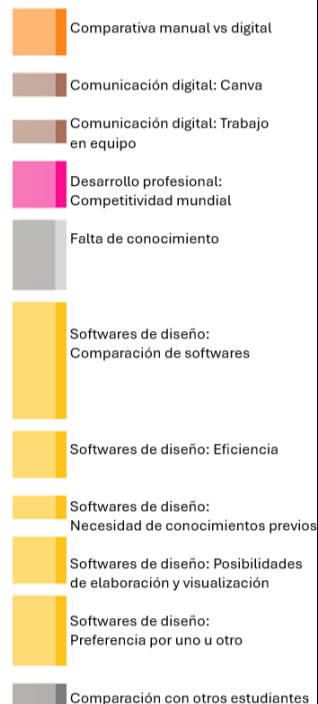 Comparativa manual vs digital
Comunicación digital: Canva
Comunicación digital: Trabajo
en equipo
Desarrollo profesional:
Competitividad mundial
Falta de conocimiento
Softwares de diseño:
Comparación de softwares
Softwares de diseño: Eficiencia
Softwares de diseño:
Necesidad de conocimientos previos
Softwares de diseño: Posibilidades
de elaboración y visualización
Softwares de diseño:
Preferencia por uno u otro
Comparación con otros estudiantes